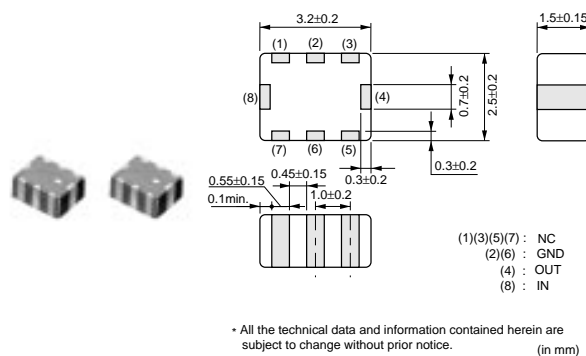 3.2±0.2
1.5±0.15
(1) (2) (3)
(8)
(4)
0.7±0.2
2.5±0.2
(7) (6) (5)
0.3±0.2
0.3±0.2
0.45±0.15
0.55±0.15
1.0±0.2
0.1min.
(1)(3)(5)(7) : NC
(2)(6) : GND
(4) : OUT
(8) : IN
* All the technical data and information contained herein are
subject to change without prior notice.
(in mm)